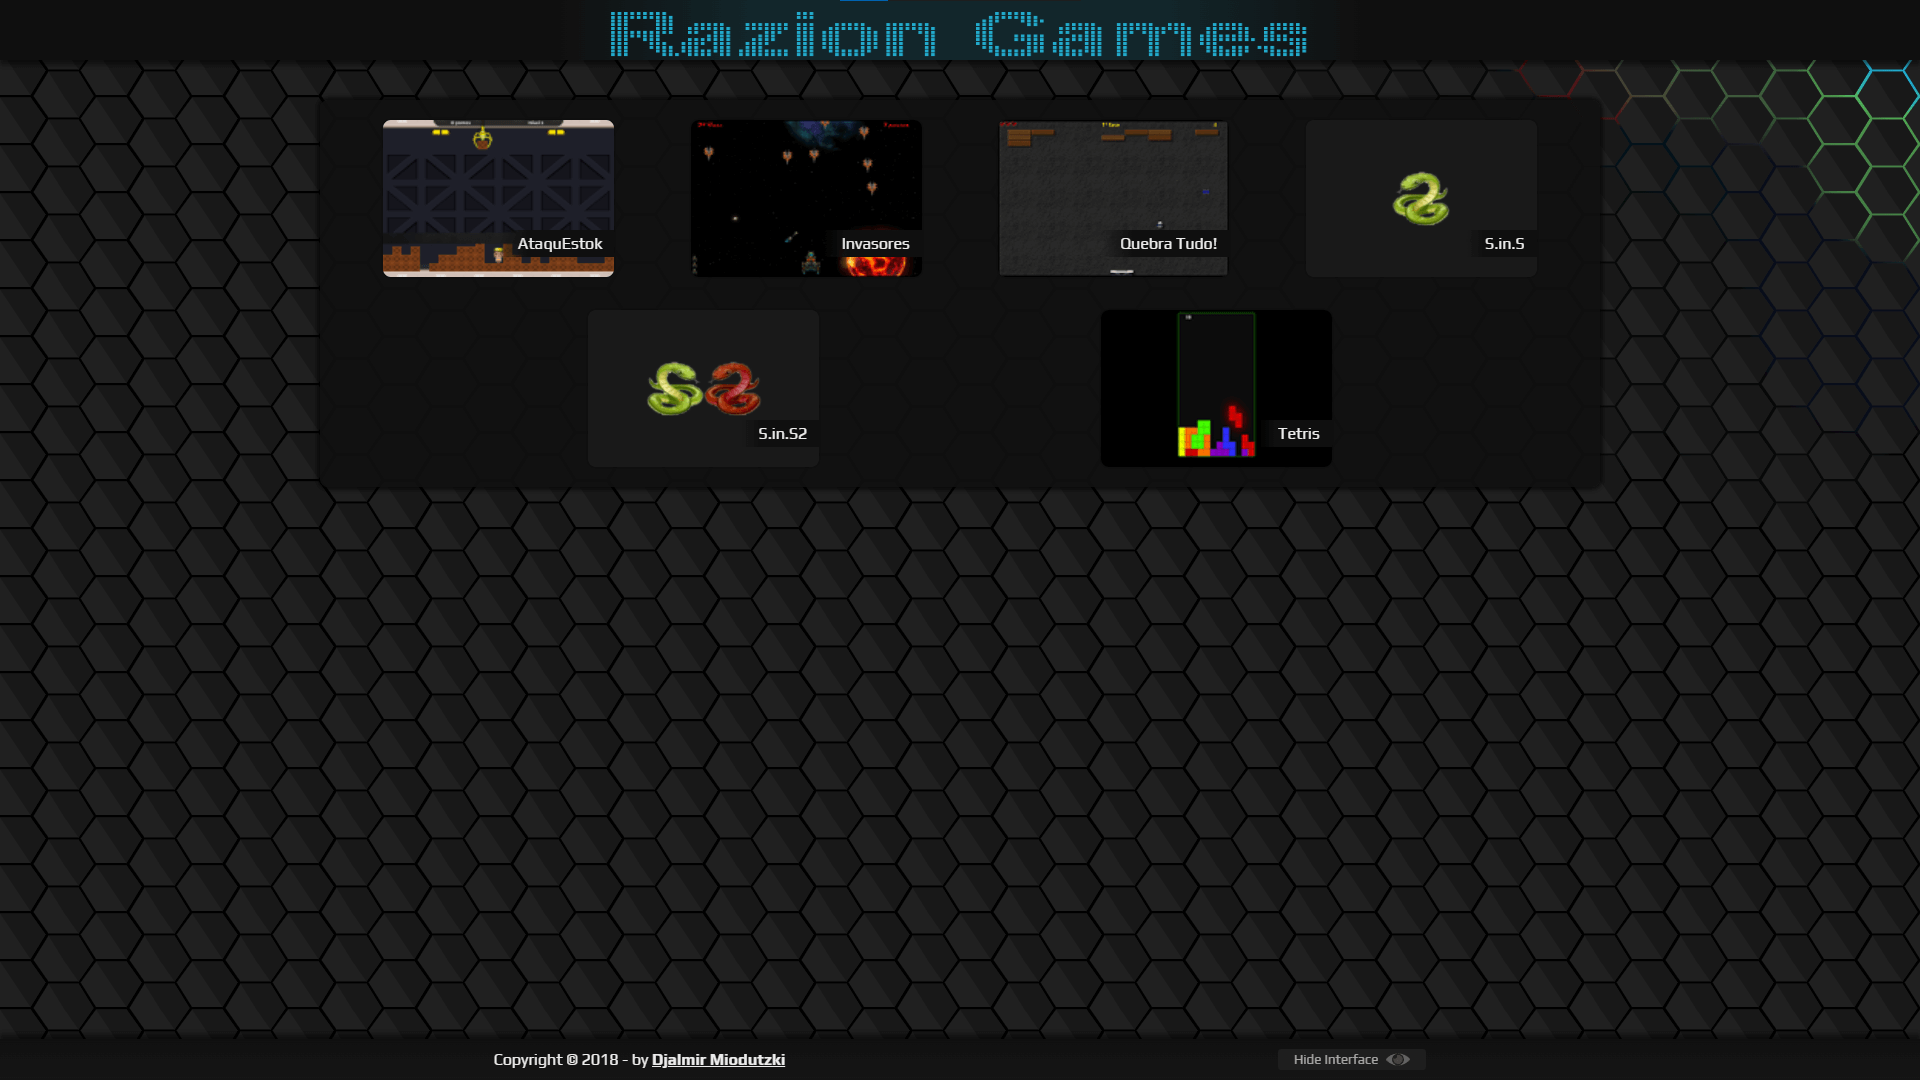 Razion Games
AtaquEstok
Invasores
Quebra Tudo!
S.in.S
S.in.S2
Tetris
Copyright © 2018 - by Djalmir Miodutzki
Hide Interface